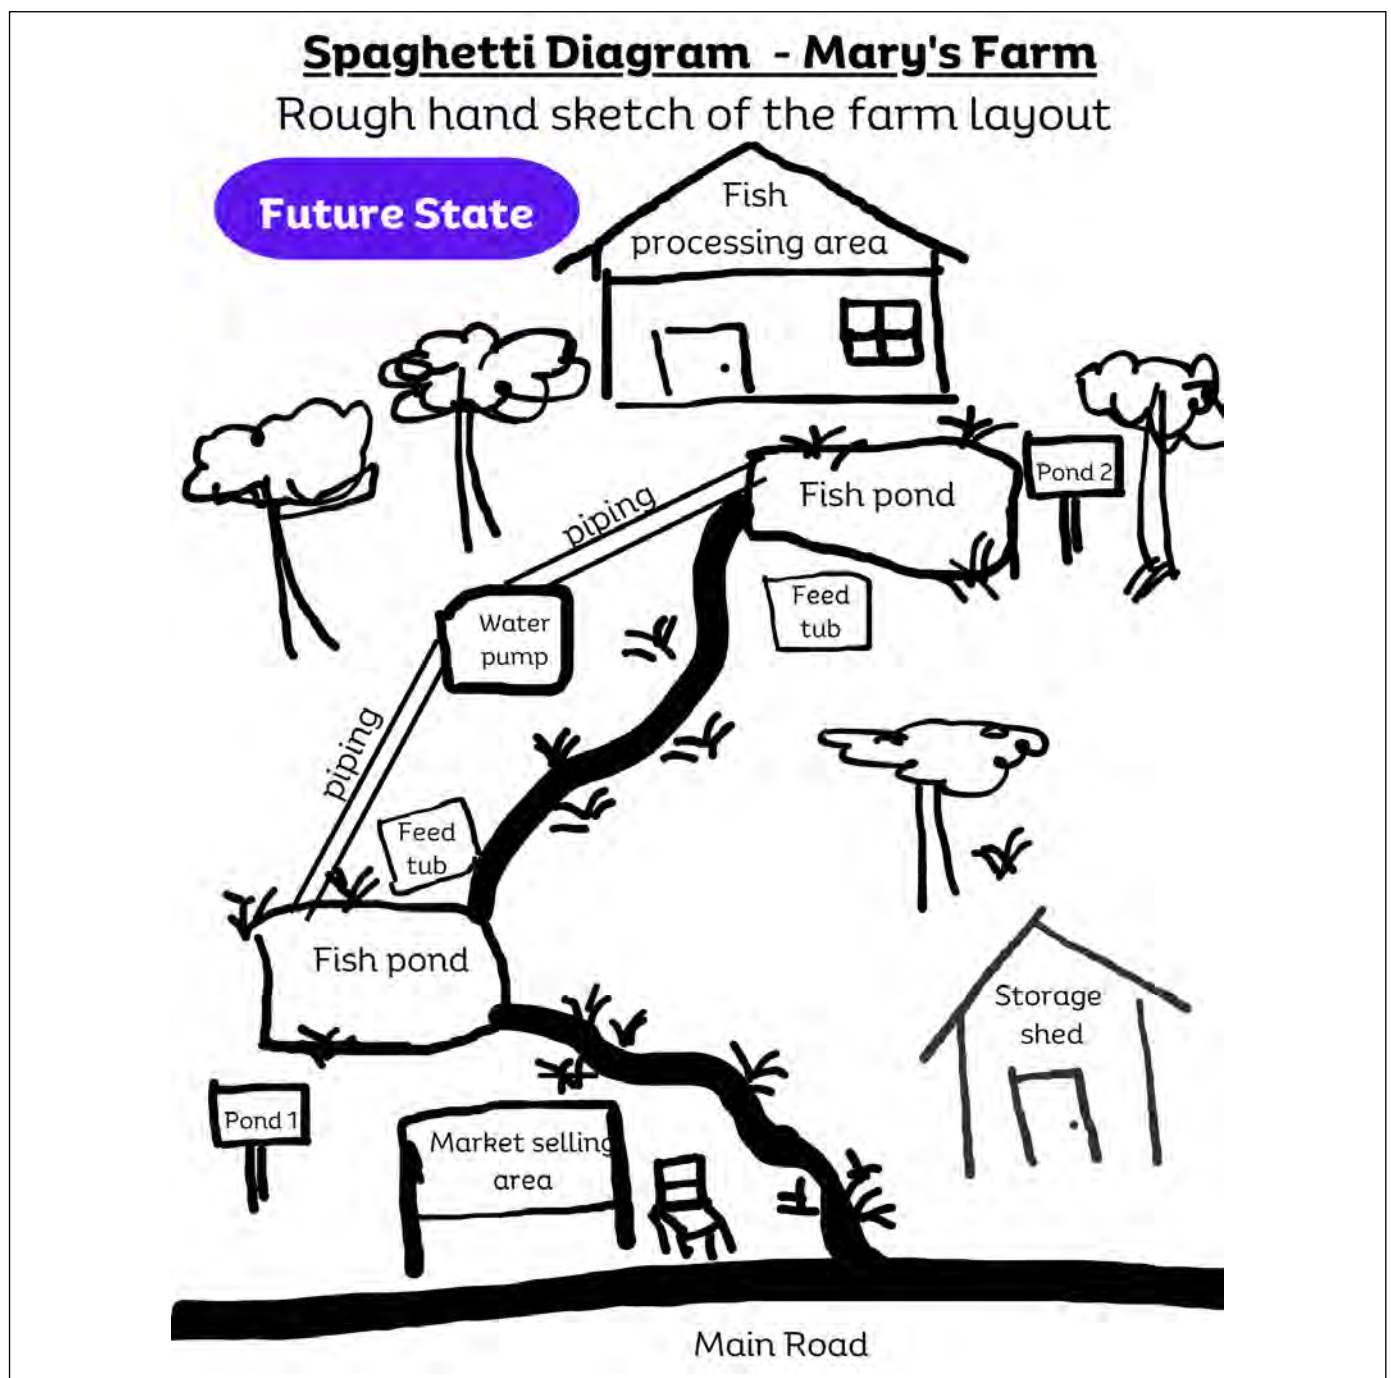 Spaghetti Diagram - Mary's Farm
Rough hand sketch of the farm layout
Future State
Fish
processing area
Pond 2
Fish pond
piping
Feed
tub
Water
pump
piping
Feed
tub
Fish pond
Storage
shed
Pond 1
Market selling
area
Main Road